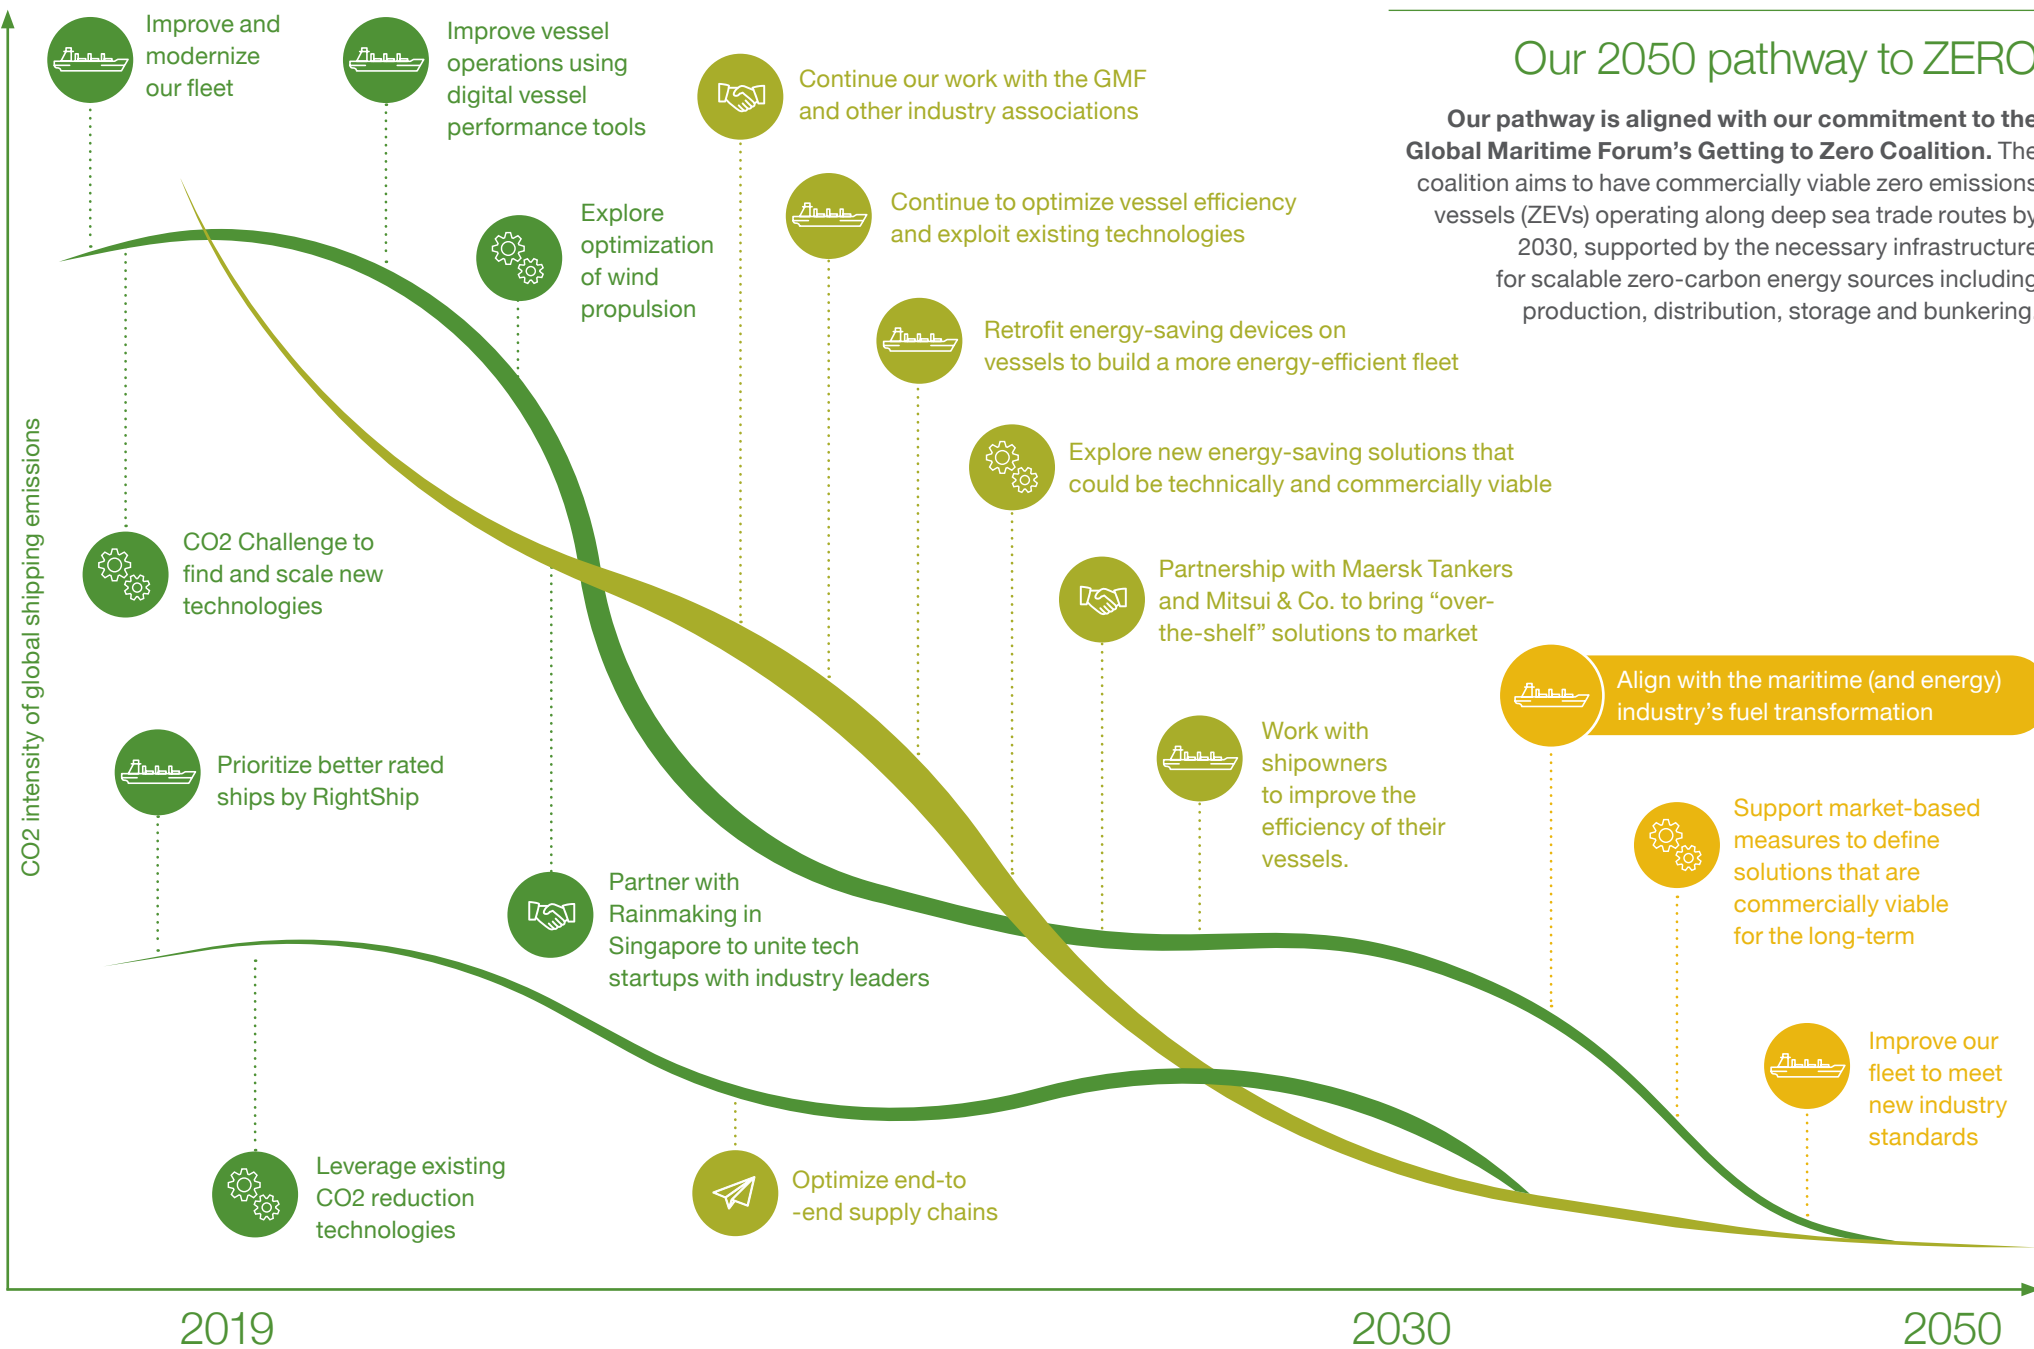 Improve and
modernize
our fleet
Improve vessel
operations using
digital vessel
performance tools
Continue our work with the GMF
and other industry associations
Our 2050 pathway to ZERO
Our pathway is aligned with our commitment to the
Global Maritime Forum's Getting to Zero Coalition. The
coalition aims to have commercially viable zero emissions
vessels (ZEVs) operating along deep sea trade routes by
2030, supported by the necessary infrastructure
for scalable zero-carbon energy sources including
production, distribution, storage and bunkering.
Explore
optimization
of wind
propulsion
Continue to optimize vessel efficiency
and exploit existing technologies
Retrofit energy-saving devices on
vessels to build a more energy-efficient fleet
Explore new energy-saving solutions that
could be technically and commercially viable
CO2 intensity of global shipping emissions
CO2 Challenge to
find and scale new
technologies
Partnership with Maersk Tankers
and Mitsui & Co. to bring “over-
the-shelf” solutions to market
Align with the maritime (and energy)
industry's fuel transformation
Prioritize better rated
ships by RightShip
Work with
shipowners
to improve the
efficiency of their
vessels.
Support market-based
measures to define
solutions that are
commercially viable
for the long-term
Partner with
Rainmaking in
Singapore to unite tech
startups with industry leaders
Improve our
fleet to meet
new industry
standards
Leverage existing
CO2 reduction
technologies
Optimize end-to
-end supply chains
2019
2030
2050